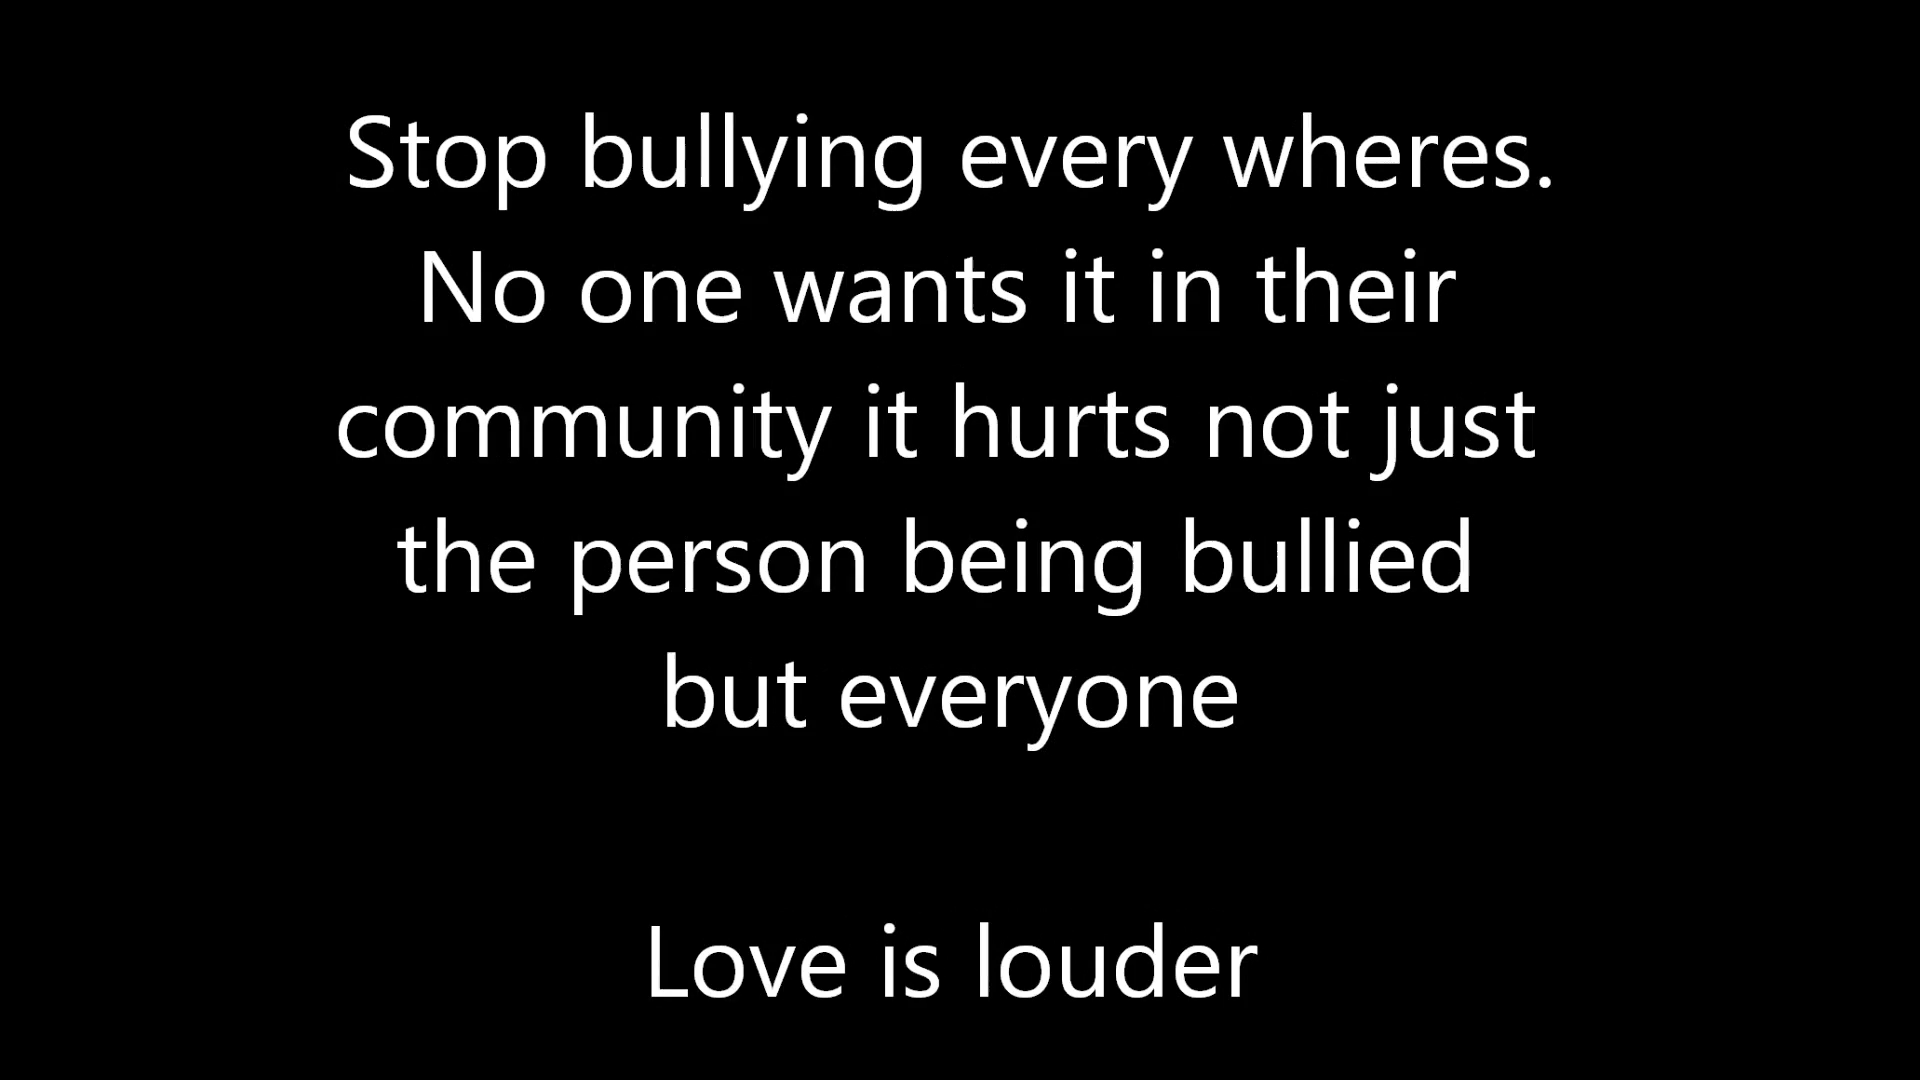 Stop bullying every wheres.
No one wants it in their
community it hurts not just
the person being bullied
but everyone
Love is louder